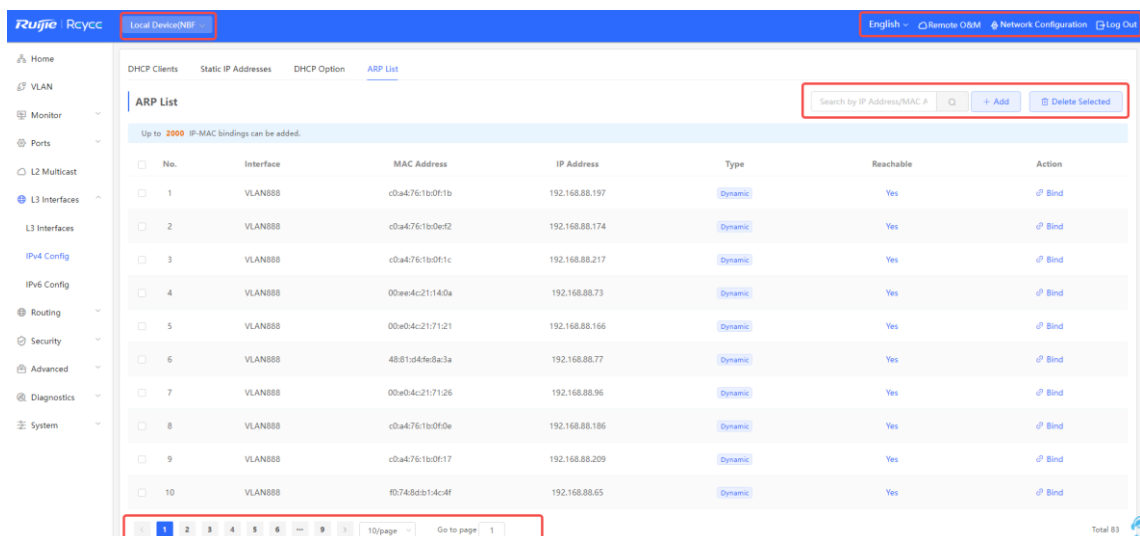 Ruijie | Rcycc Local Device(NBF English Remote O&M Network Configuration Log Out
Home
VLAN
Monitor
Ports
L2 Multicast
L3 Interfaces
L3 Interfaces
IPv4 Config
IPv6 Config
Routing
Security
Advanced
Diagnostics
System
DHCP Clients Static IP Addresses DHCP Option ARP List
ARP List Search by IP Address/MAC A + Add Delete Selected
Up to 2000 IP-MAC bindings can be added.
No. Interface MAC Address IP Address Type Reachable Action
1 VLAN888 c0:a4:76:1b:0f:1b 192.168.88.197 Dynamic Yes Bind
2 VLAN888 c0:a4:76:1b:0e:f2 192.168.88.174 Dynamic Yes Bind
3 VLAN888 c0:a4:76:1b:0f:1c 192.168.88.217 Dynamic Yes Bind
4 VLAN888 00:ee:4c:21:14:0a 192.168.88.73 Dynamic Yes Bind
5 VLAN888 00:e0:4c:21:71:21 192.168.88.166 Dynamic Yes Bind
6 VLAN888 48:81:d4:fe:8a:3a 192.168.88.77 Dynamic Yes Bind
7 VLAN888 00:e0:4c:21:71:26 192.168.88.96 Dynamic Yes Bind
8 VLAN888 c0:a4:76:1b:0f:0e 192.168.88.186 Dynamic Yes Bind
9 VLAN888 c0:a4:76:1b:0f:17 192.168.88.209 Dynamic Yes Bind
10 VLAN888 f0:74:8d:b1:4c:4f 192.168.88.65 Dynamic Yes Bind
< 1 2 3 4 5 6 ... 9 > 10/page Go to page 1 Total 83